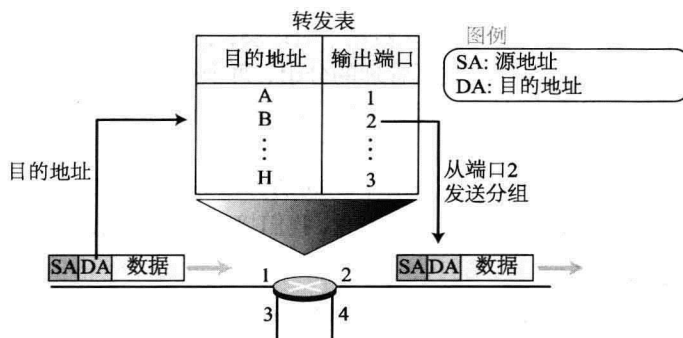 转发表
图例
SA: 源地址
DA: 目的地址
目的地址 输出端口
A 1
B 2
⋮ ⋮
H 3
目的地址
从端口2
发送分组
SA DA 数据
SA DA 数据
1 2
3 4